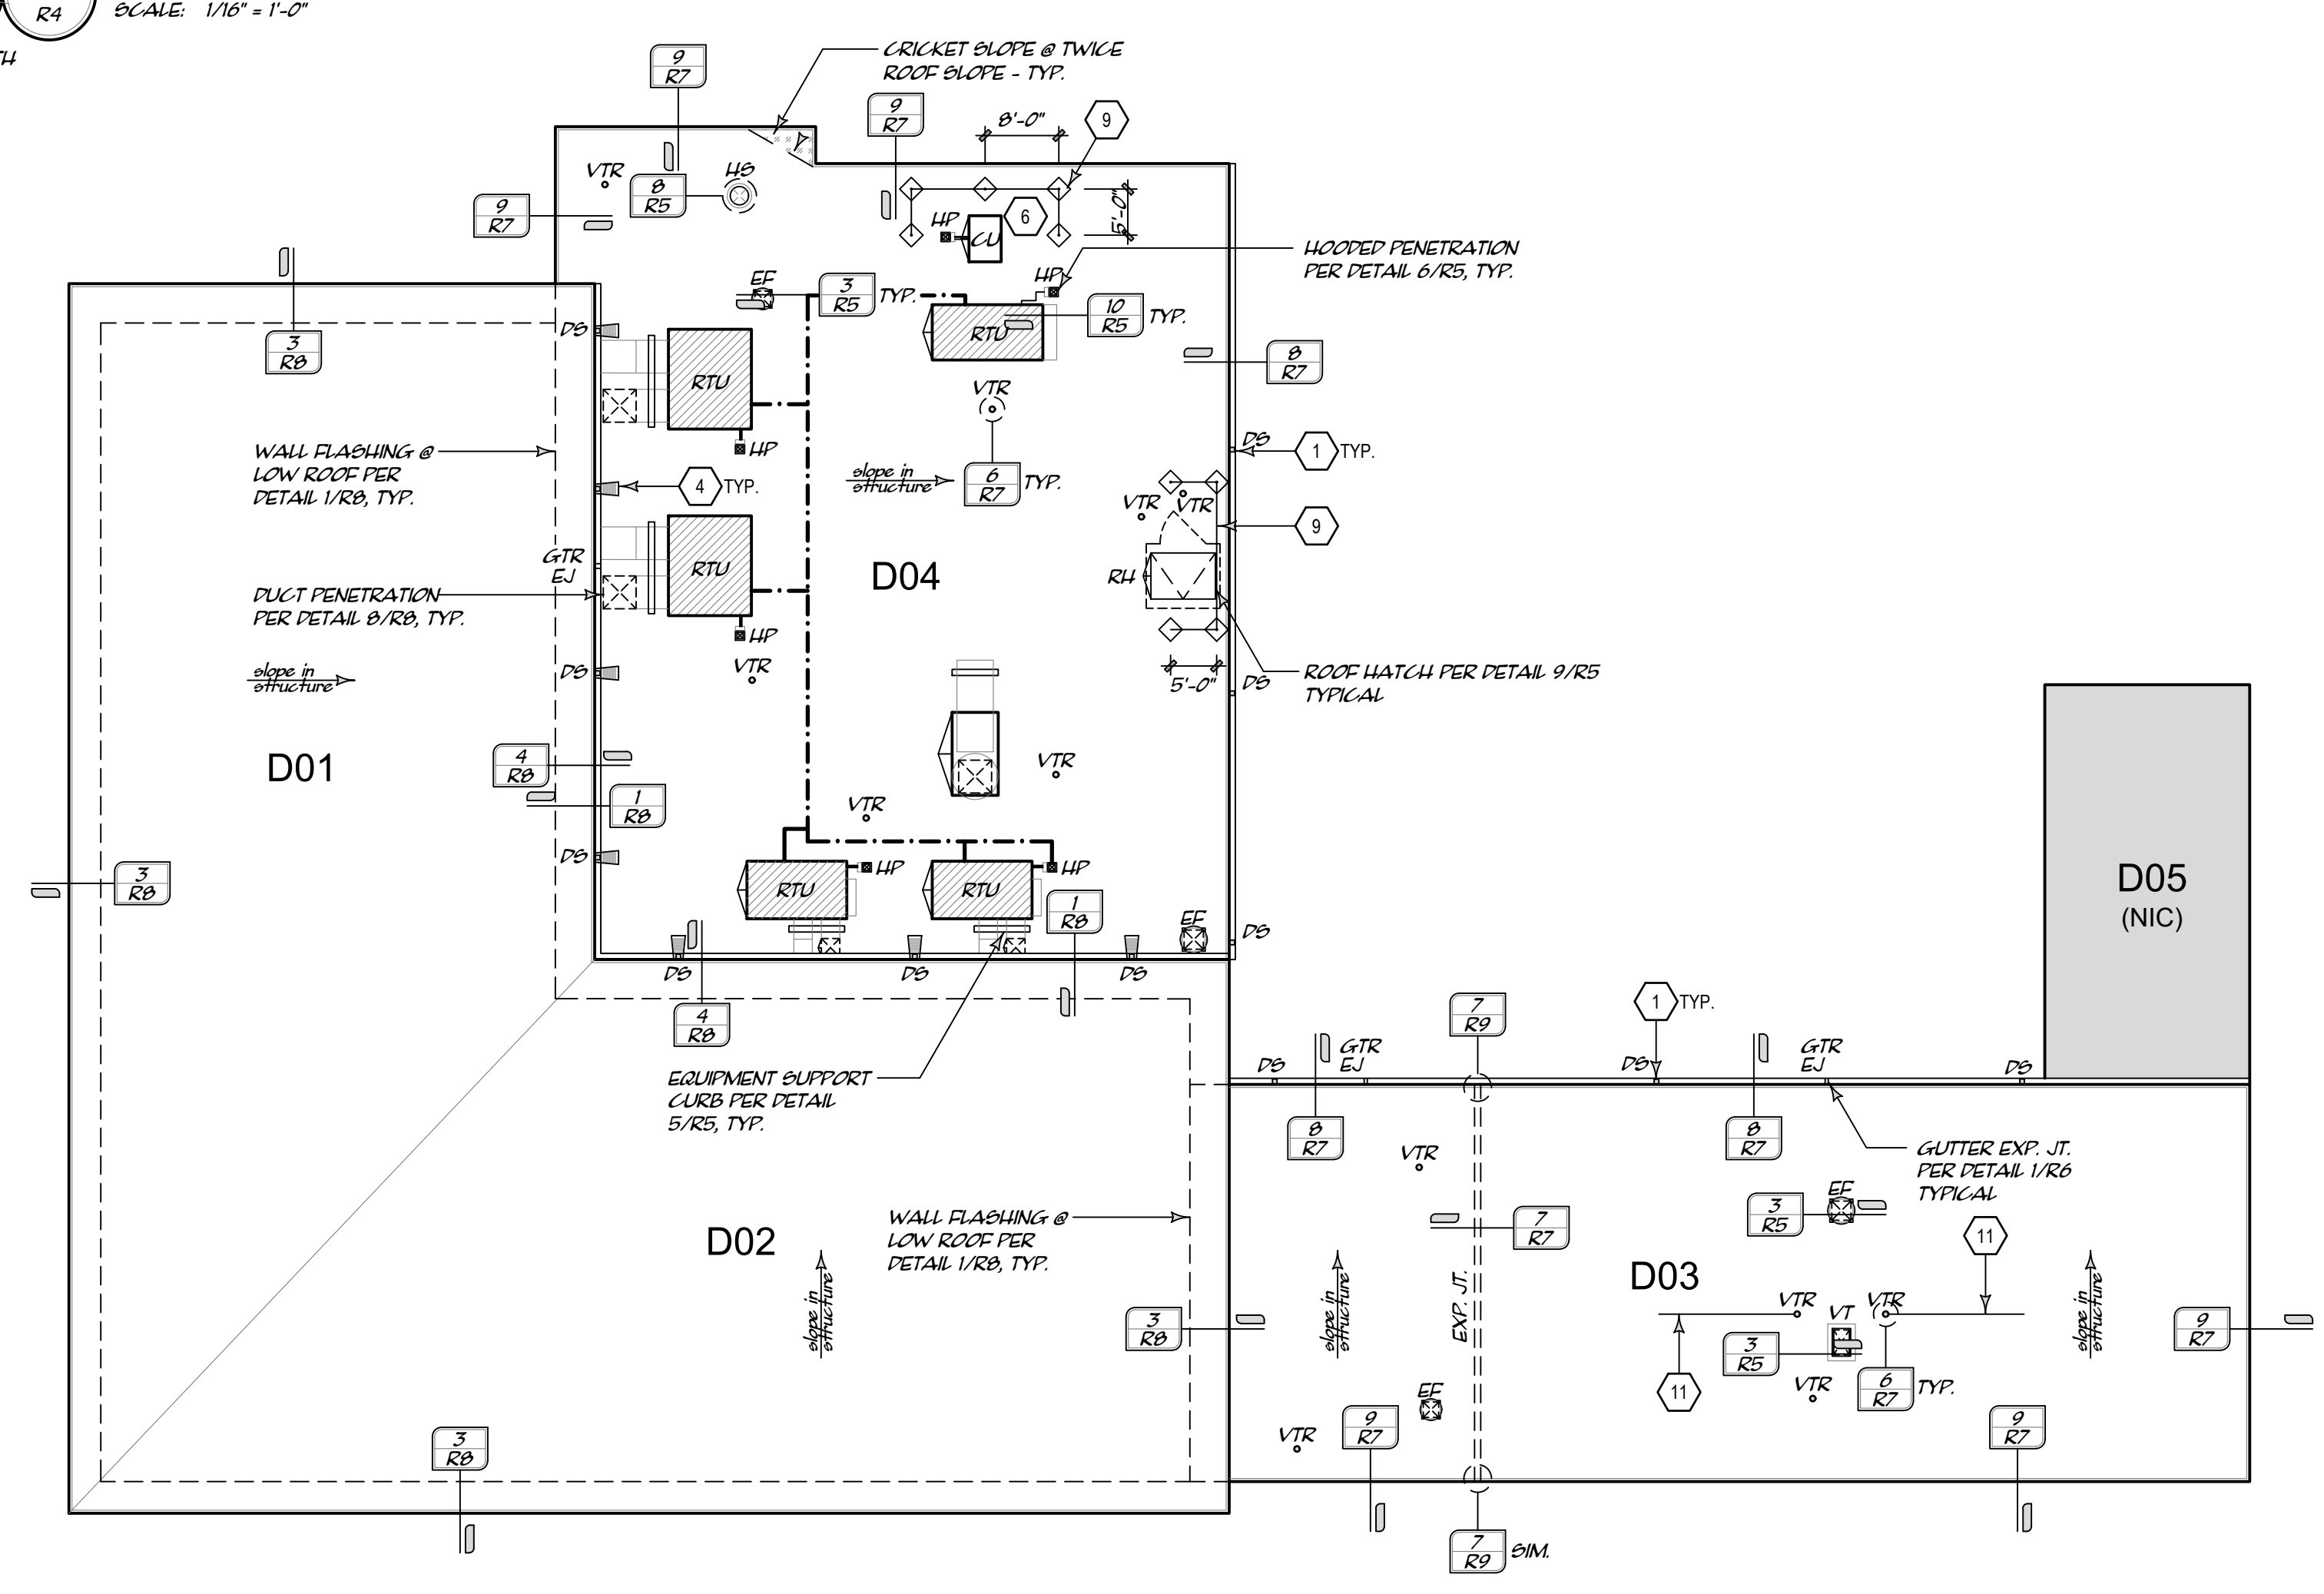 R4
SCALE: 1/16" = 1'-0"
TH
9
R7
CRICKET SLOPE @ TWICE
ROOF SLOPE - TYP.
9
R7
8'-0"
9
VTR
HS
8
R5
9
R7
HP
CU
6
5'-0"
HOODED PENETRATION
PER DETAIL 6/R5, TYP.
EF
3
R5
TYP.
HP
10
R5
TYP.
RTU
DS
3
R8
RTU
VTR
8
R7
HP
WALL FLASHING @
LOW ROOF PER
DETAIL 1/R8, TYP.
4
TYP.
slope in
structure
6
R7
TYP.
DS
1
TYP.
VTR
VTR
9
GTR
EJ
RTU
D04
RH
DUCT PENETRATION
PER DETAIL 8/R8, TYP.
HP
VTR
DS
slope in
structure
5'-0"
DS
ROOF HATCH PER DETAIL 9/R5
TYPICAL
D01
4
R8
1
R8
VTR
VTR
DS
3
R8
RTU
HP
RTU
HP
1
R8
EF
DS
D05
(NIC)
DS
DS
DS
4
R8
7
R9
1
TYP.
EQUIPMENT SUPPORT
CURB PER DETAIL
5/R5, TYP.
DS
GTR
EJ
DS
GTR
EJ
DS
8
R7
8
R7
VTR
GUTTER EXP. JT.
PER DETAIL 1/R6
TYPICAL
WALL FLASHING @
LOW ROOF PER
DETAIL 1/R8, TYP.
D02
slope in
structure
7
R7
3
R5
EF
11
D03
EXP. JT.
slope in
structure
slope in
structure
3
R8
VTR
VT
VTR
9
R7
3
R5
11
VTR
6
R7
TYP.
EF
VTR
9
R7
9
R7
3
R8
7
R9
SIM.